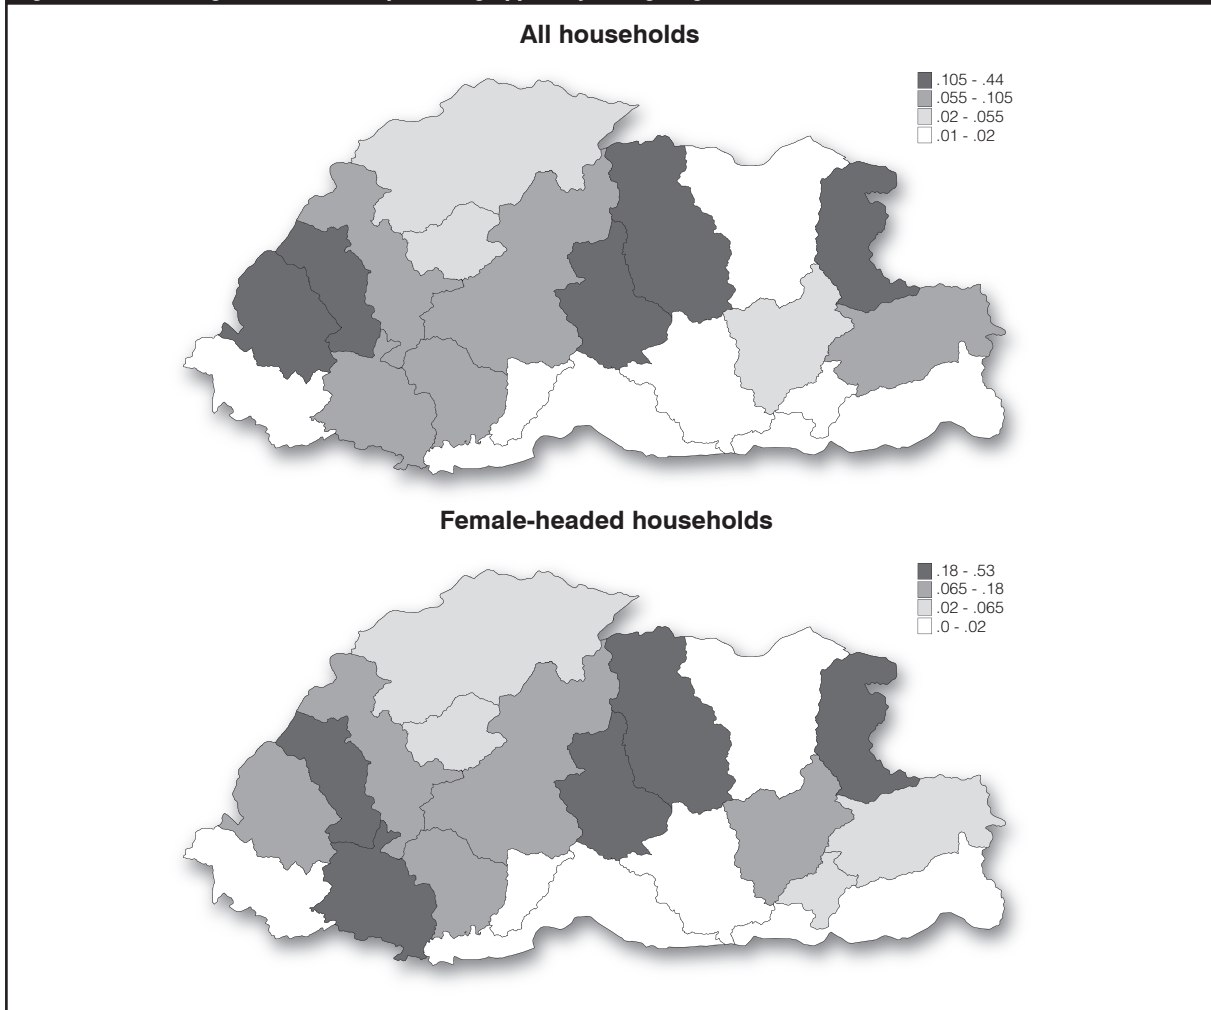 All households
.105 - .44
.055 - .105
.02 - .055
.01 - .02
Female-headed households
.18 - .53
.065 - .18
.02 - .065
.0 - .02